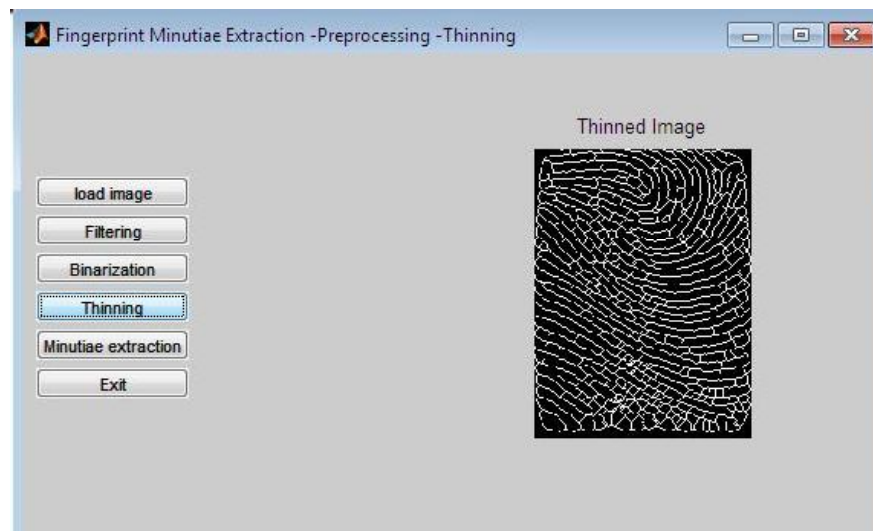 Fingerprint Minutiae Extraction -Preprocessing -Thinning
Thinned Image
load image
Filtering
Binarization
Thinning
Minutiae extraction
Exit